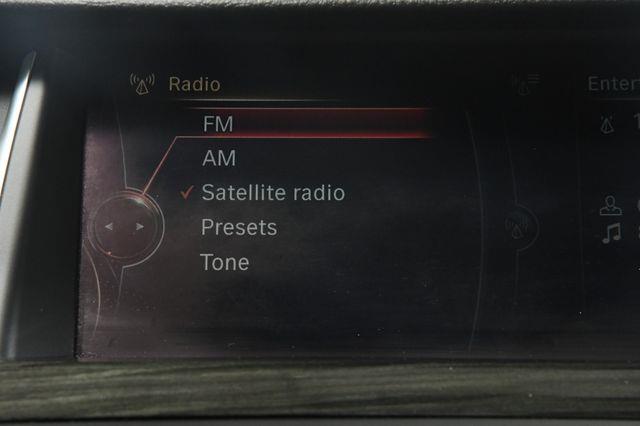 Radio
FM
AM
Satellite radio
Presets
Tone